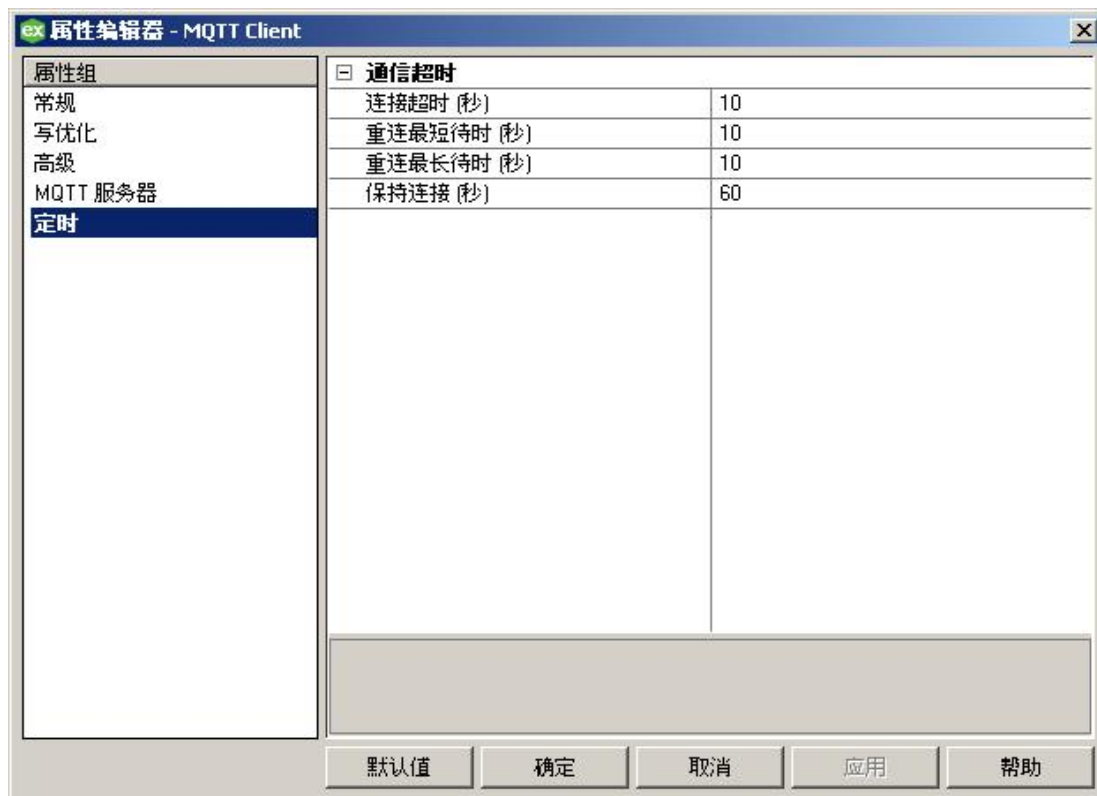 ex 属性编辑器 - MQTT Client
属性组
常规
写优化
高级
MQTT 服务器
定时
通信超时
连接超时 (秒) 10
重连最短待时 (秒) 10
重连最长待时 (秒) 10
保持连接 (秒) 60
默认值 确定 取消 应用 帮助